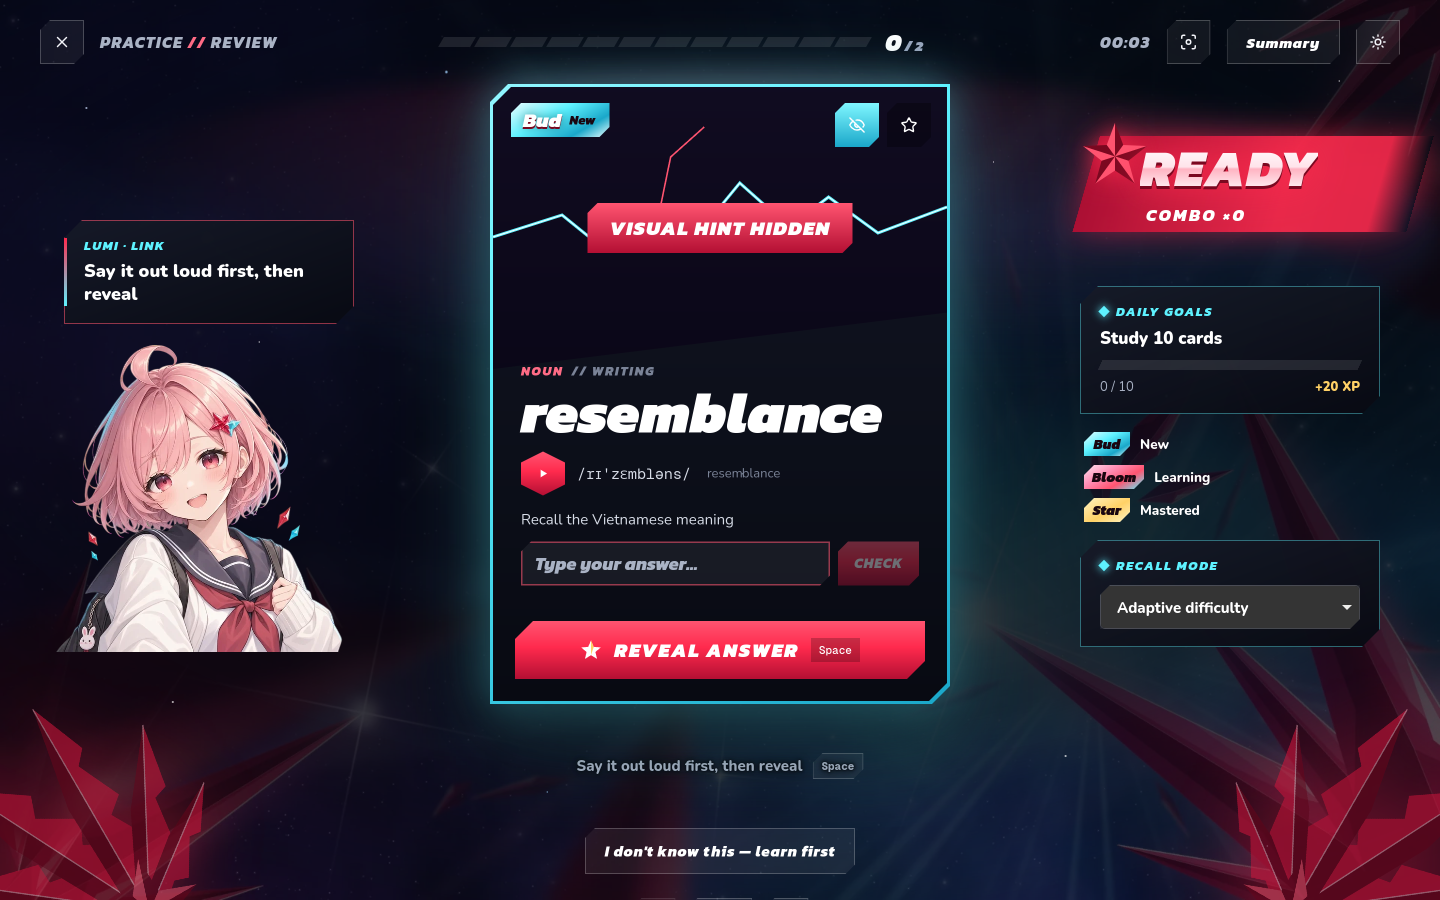 PRACTICE // REVIEW
0 / 2
00:03
Summary
Bud New
VISUAL HINT HIDDEN
READY
COMBO ×0
LUMI · LINK
Say it out loud first, then
reveal
DAILY GOALS
Study 10 cards
0 / 10
+20 XP
NOUN // WRITING
resemblance
/rɪˈzɛmbləns/ resemblance
Recall the Vietnamese meaning
Type your answer...
CHECK
REVEAL ANSWER Space
Bud New
Bloom Learning
Star Mastered
RECALL MODE
Adaptive difficulty
Say it out loud first, then reveal Space
I don't know this — learn first